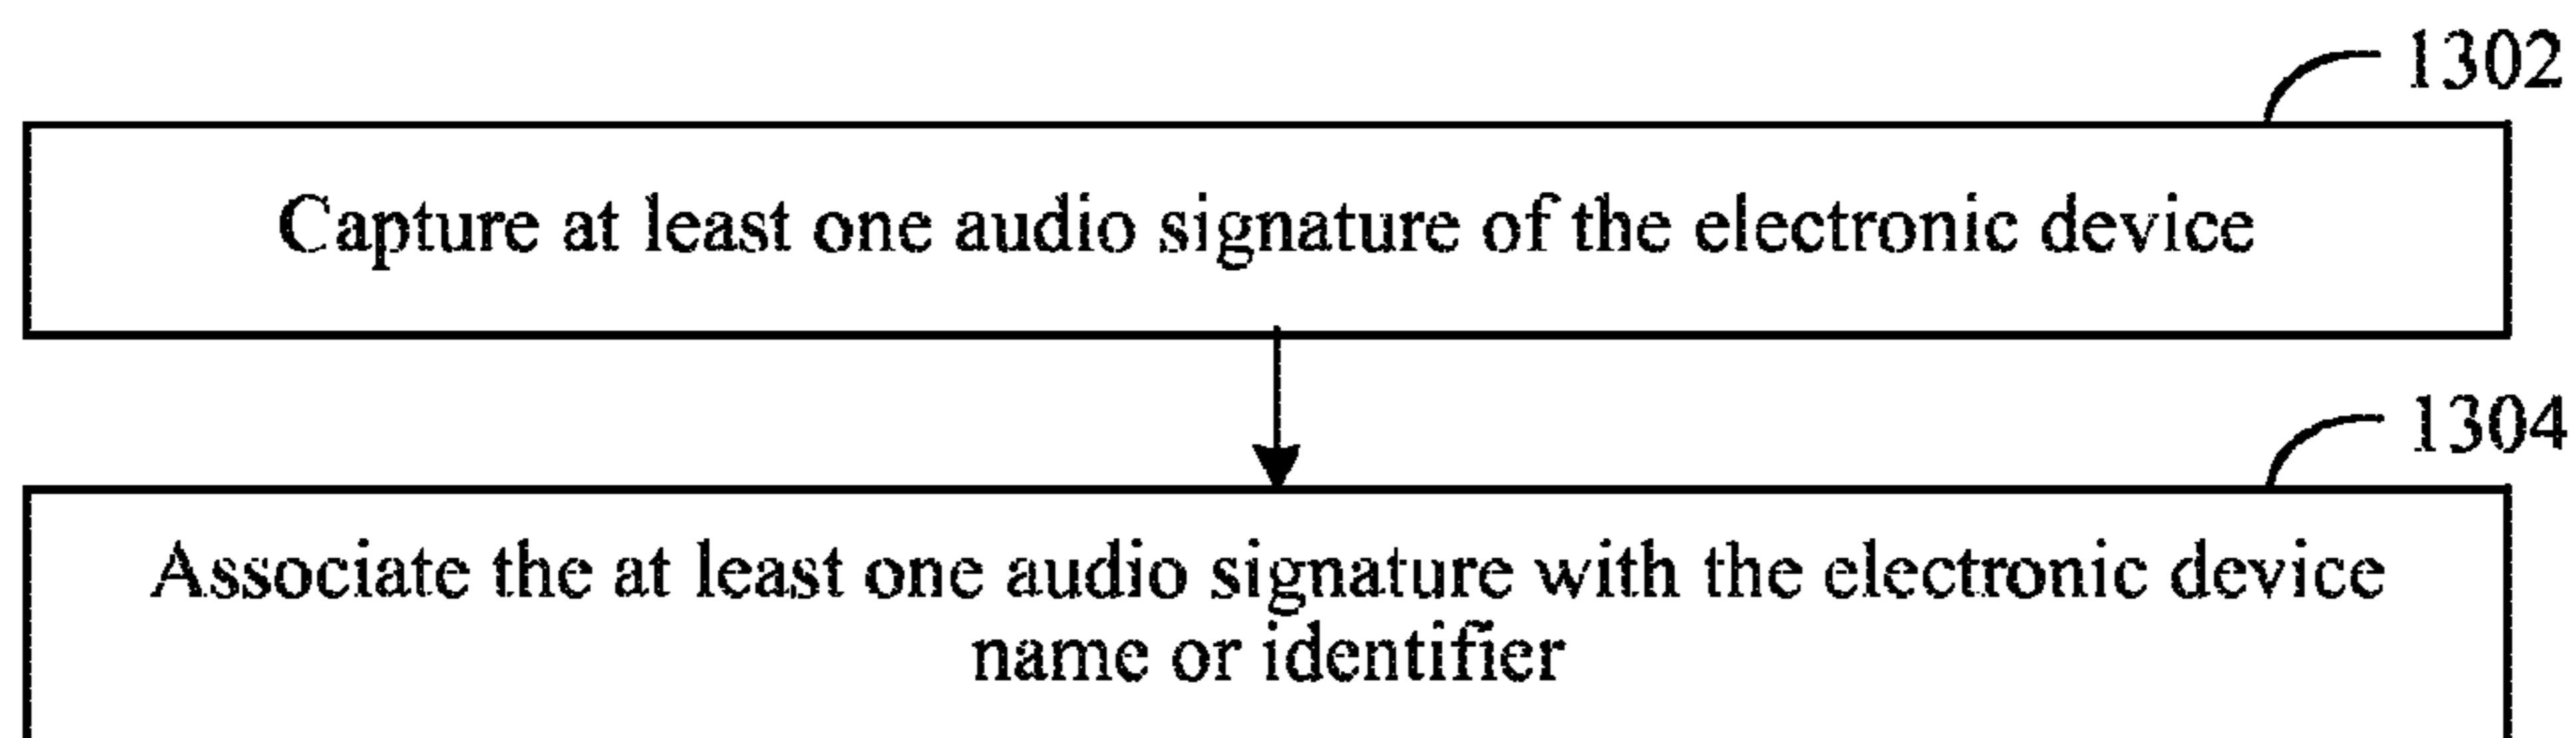 1302
Capture at least one audio signature of the electronic device
1304
Associate the at least one audio signature with the electronic device
name or identifier